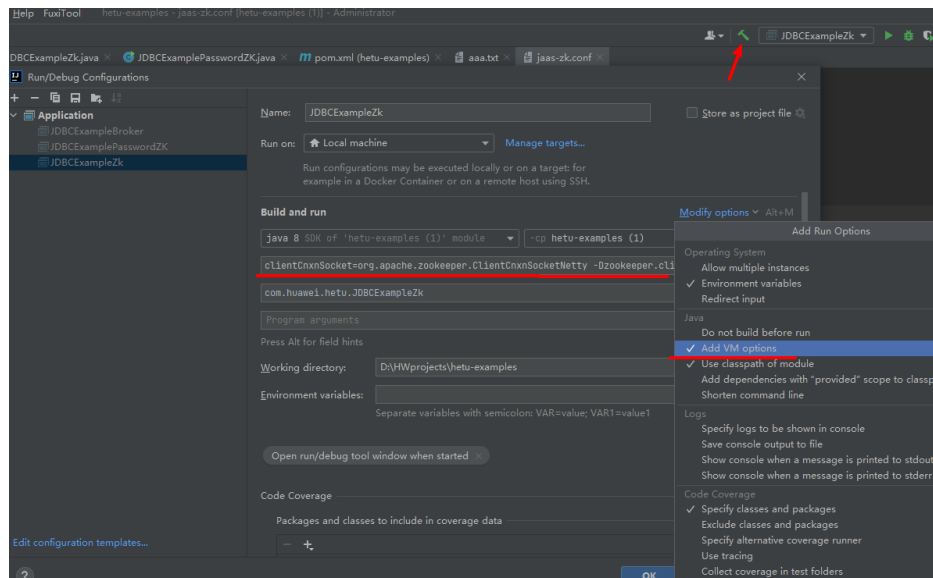 Help FuxiTool hetu-examples - jaas-zk.conf [hetu-examples (1)] - Administrator
JDBCExampleZk
DBCExampleZk.java JDBCExamplePasswordZK.java pom.xml (hetu-examples) aaa.txt jaas-zk.conf
Run/Debug Configurations
Application
JDBCExampleBroker
JDBCExamplePasswordZK
JDBCExampleZk
Edit configuration templates...
Name: JDBCExampleZk Store as project file
Run on: Local machine Manage targets...
Run configurations may be executed locally or on a target: for
example in a Docker Container or on a remote host using SSH.
Build and run Modify options Alt+M
java 8 SDK of 'hetu-examples (1)' module -cp hetu-examples (1)
clientCnxnSocket=org.apache.zookeeper.ClientCnxnSocketNetty -Dzookeeper.cli
com.huawei.hetu.JDBCExampleZk
Program arguments
Press Alt for field hints
Working directory: D:\HWprojects\hetu-examples
Environment variables:
Separate variables with semicolon: VAR=value; VAR1=value1
Open run/debug tool window when started
Code Coverage
Packages and classes to include in coverage data
OK
Add Run Options
Operating System
Allow multiple instances
Environment variables
Redirect input
Java
Do not build before run
Add VM options
Use classpath of module
Add dependencies with "provided" scope to classp
Shorten command line
Logs
Specify logs to be shown in console
Save console output to file
Show console when a message is printed to stdout
Show console when a message is printed to stderr
Code Coverage
Specify classes and packages
Exclude classes and packages
Specify alternative coverage runner
Use tracing
Collect coverage in test folders